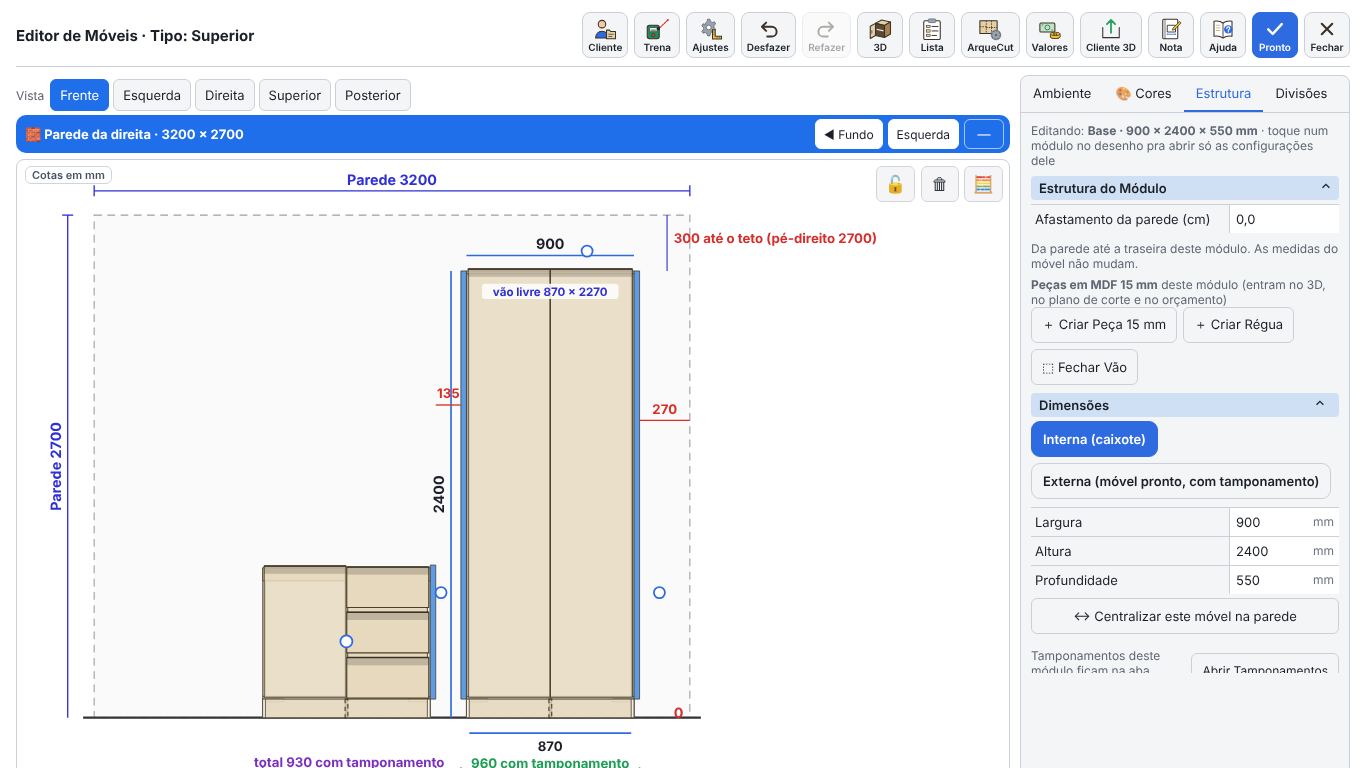 Editor de Móveis · Tipo: Superior
Cliente
Trena
Ajustes
Desfazer
Refazer
3D
Lista
ArqueCut
Valores
Cliente 3D
Nota
Ajuda
Pronto
Fechar
Vista
Frente
Esquerda
Direita
Superior
Posterior
Parede da direita · 3200 × 2700
◀ Fundo
Esquerda
—
Cotas em mm
Parede 3200
300 até o teto (pé-direito 2700)
900
vão livre 870 × 2270
135
270
Parede 2700
2400
0
870
total 930 com tamponamento
960 com tamponamento
Ambiente
🎨 Cores
Estrutura
Divisões
Editando: Base · 900 × 2400 × 550 mm · toque num
módulo no desenho pra abrir só as configurações
dele
Estrutura do Módulo
Afastamento da parede (cm)
0,0
Da parede até a traseira deste módulo. As medidas do
móvel não mudam.
Peças em MDF 15 mm deste módulo (entram no 3D,
no plano de corte e no orçamento)
+ Criar Peça 15 mm
+ Criar Régua
Fechar Vão
Dimensões
Interna (caixote)
Externa (móvel pronto, com tamponamento)
Largura
900
mm
Altura
2400
mm
Profundidade
550
mm
↔ Centralizar este móvel na parede
Tamponamentos deste
módulo ficam na aba
Abrir Tamponamentos